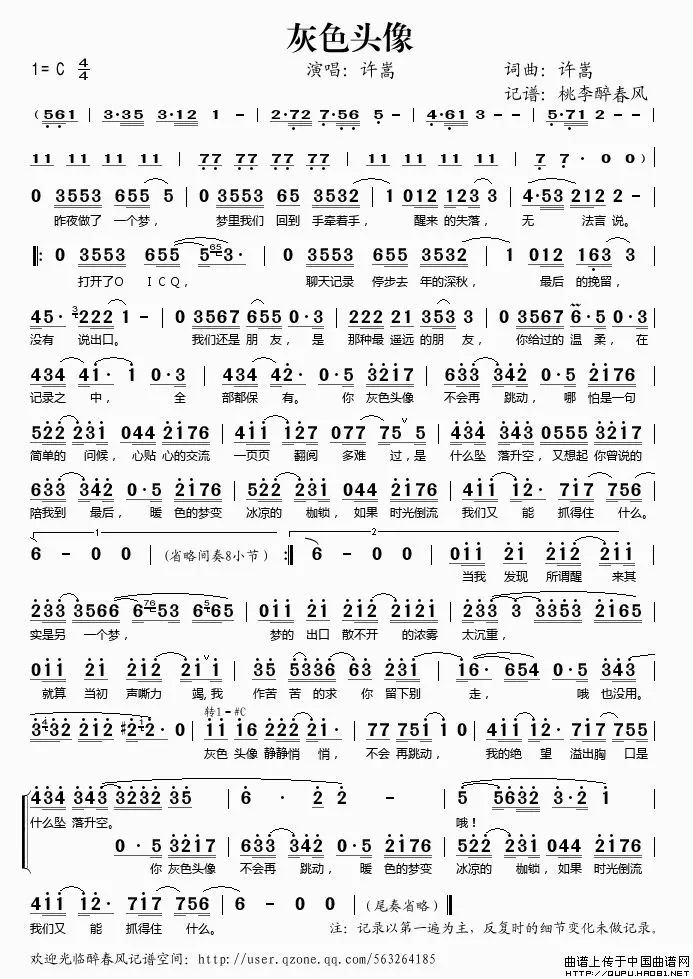 灰色头像
1= C 4/4 演唱：许嵩 词曲：许嵩
记谱：桃李醉春风
( 561 | 3·35 3·312 1 - | 2·72 7·56 5 - | 4·61 3 -- | 5·71 2 -- |
11 11 11 11 | 77 77 77 77 | 11 11 11 11 | 7 7· 0 0 )|
0 3553 655 5 | 0 3553 65 3532 | 1 012 123 3 | 4·53 212 2 - |
昨夜做了 一个梦， 梦里我们 回到 手牵着手， 醒来 的失落， 无 法言 说。
‖: 0 3553 655 5 65 3· | 0 3553 655 3532 | 1 012 163 3 |
打开了O I C Q， 聊天记录 停步去 年的深秋， 最后 的挽留，
45· 3 222 1 - | 0 3567 655 0·3 | 222 21 353 3 | 0 3567 6·5 0·3 |
没有 说出口。 我们还是 朋 友， 是 那种最 遥远 的朋 友， 你给过的 温 柔， 在
434 41· 1 0·3 | 434 42· 0·5 3217 | 633 342 0·5 2176 |
记录之 中， 全 部都保 有。 你 灰色头像 不会再 跳动， 哪 怕是一句
522 231 044 2176 | 411 127 077 75 5 | 434 343 0555 3217 |
简单的 问候， 心贴 心的交流 一页页 翻阅 多难 过，是 什么坠 落升空，又想起 你曾说的
633 342 0·5 2176 | 522 231 044 2176 | 411 12· 717 756 |
陪我到 最后， 暖 色的梦变 冰凉的 枷锁，如果 时光倒流 我们又 能 抓得住 什么。
1 2
6 - 0 0 | (省略间奏8小节) :‖ 6 - 0 0 | 011 21 212 211 |
当我 发现 所谓醒 来其
233 3566 76 653 5 665 | 011 21 212 2121 | 233 3 3353 2165 |
实是另 一个梦， 梦的 出口 散不开 的浓雾 太沉重，
011 21 212 211 | 35 5336 63 231 | 16· 654 0·5 343 |
就算 当初 声嘶力 竭，我 作苦 苦的求 你 留下别 走， 哦 也没用。
转1=#C
3 4 32 212 #2 1 2· 0 | 11 16 222 21· | 77 751 1 0 | 411 12· 717 755 |
灰色 头像 静静悄 悄， 不会 再跳动， 我的绝 望 溢出胸 口是
434 343 3232 35 | 6 · 2 2 | 2 - - - | 5 5632 3·2 1 |
什么坠 落升空。 哦！
0·5 3217 | 633 342 0·5 2176 | 522 231 044 2176 |
你 灰色头像 不会再 跳动， 暖 色的梦变 冰凉的 枷锁，如果 时光倒流
411 12· 717 756 | 6 - 0 0 | (尾奏省略) ‖
我们又 能 抓得住 什么。 注：记录以第一遍为主，反复时的细节变化未做记录。
欢迎光临醉春风记谱空间：http://user.qzone.qq.com/563264185
曲谱上传于中国曲谱网
HTTP://QUPU.HAO81.NET